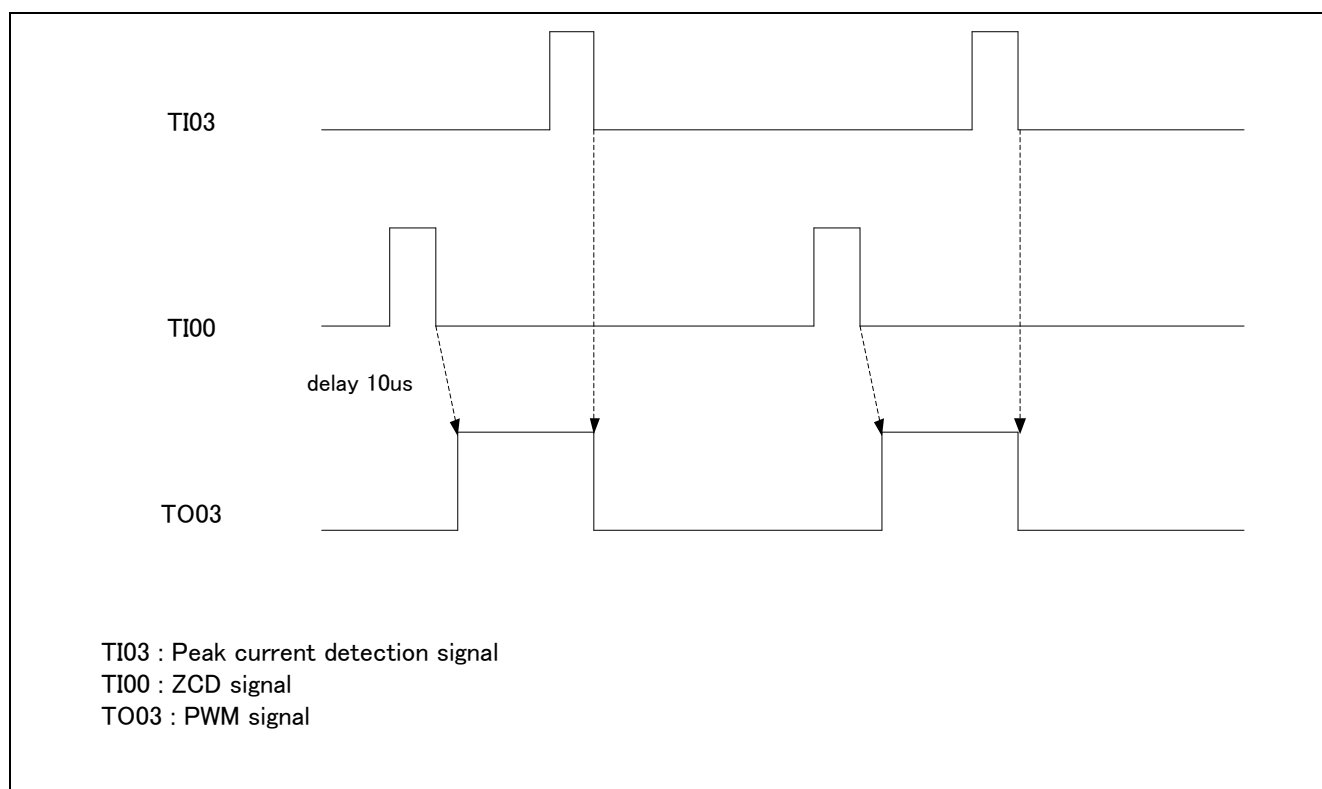 TI03
TI00
delay 10us
TO03
TI03 : Peak current detection signal
TI00 : ZCD signal
TO03 : PWM signal